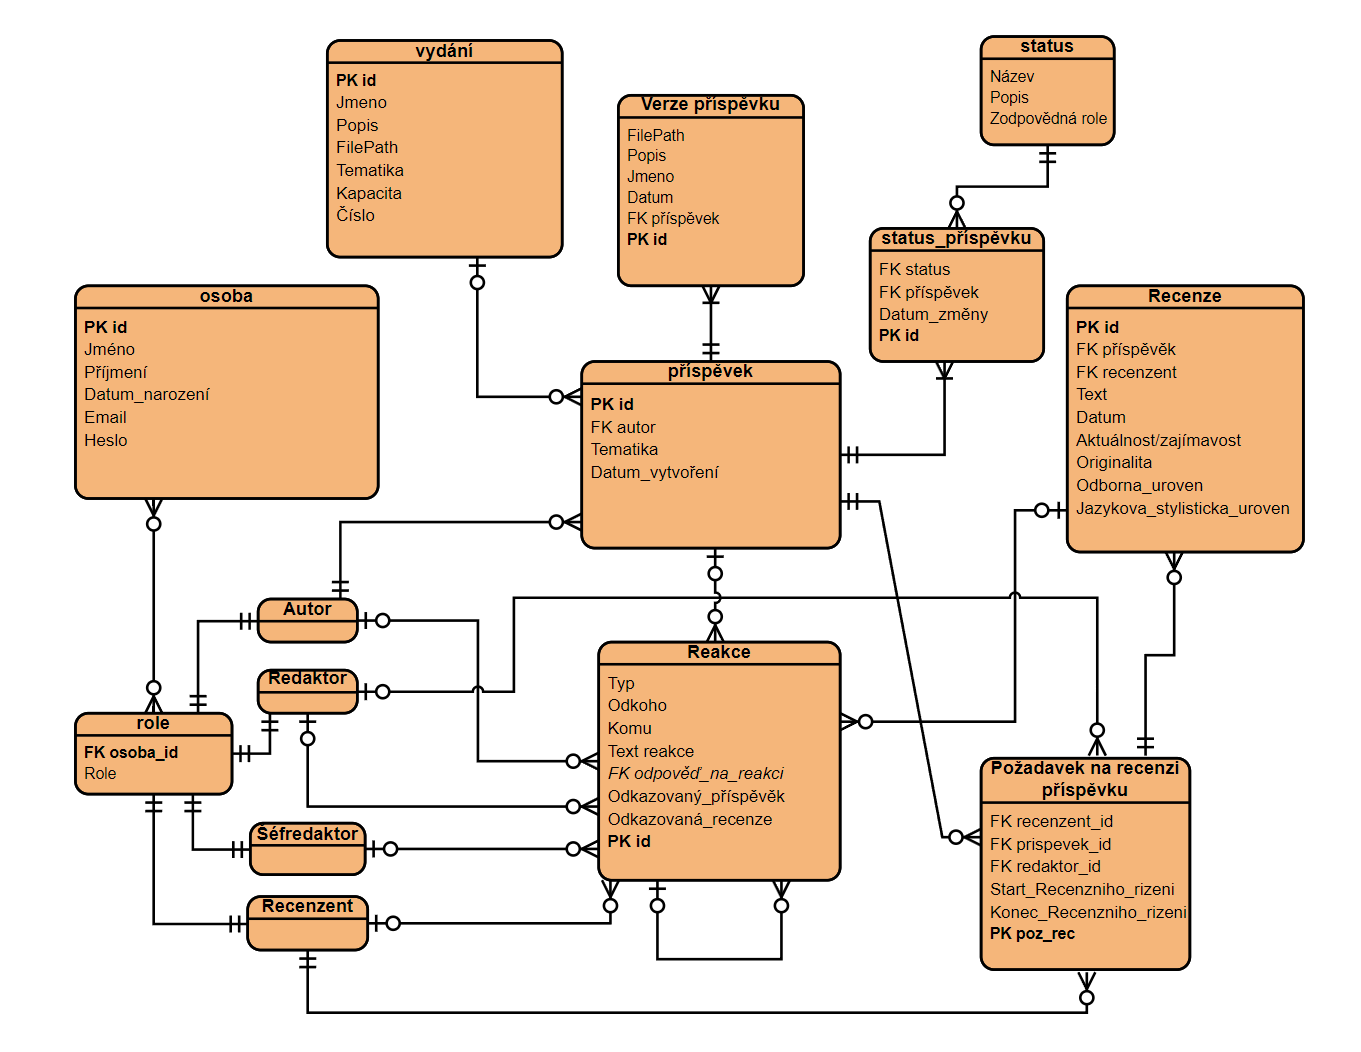 vydání
PK id
Jmeno
Popis
FilePath
Tematika
Kapacita
Číslo
Verze příspěvku
FilePath
Popis
Jmeno
Datum
FK příspěvek
PK id
status
Název
Popis
Zodpovědná role
status_příspěvku
FK status
FK příspěvek
Datum_změny
PK id
osoba
PK id
Jméno
Příjmení
Datum_narození
Email
Heslo
Recenze
PK id
FK příspěvěk
FK recenzent
Text
Datum
Aktuálnost/zajímavost
Originalita
Odborna_uroven
Jazykova_stylisticka_uroven
příspěvek
PK id
FK autor
Tematika
Datum_vytvoření
Autor
Redaktor
role
FK osoba_id
Role
Šéfredaktor
Recenzent
Reakce
Typ
Odkoho
Komu
Text reakce
FK odpověď_na_reakci
Odkazovaný_příspěvěk
Odkazovaná_recenze
PK id
Požadavek na recenzi
příspěvku
FK recenzent_id
FK prispevek_id
FK redaktor_id
Start_Recenzniho_rizeni
Konec_Recenzniho_rizeni
PK poz_rec